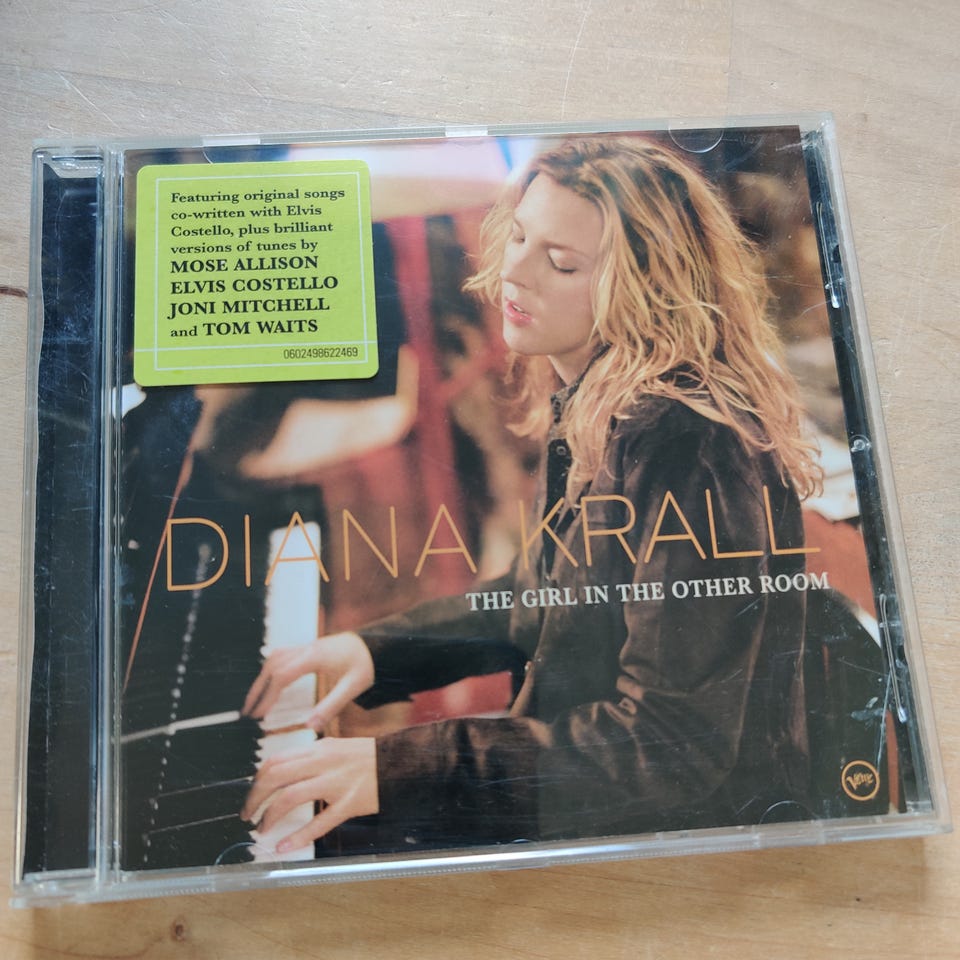 Featuring original songs
co-written with Elvis
Costello, plus brilliant
versions of tunes by
MOSE ALLISON
ELVIS COSTELLO
JONI MITCHELL
and TOM WAITS
0602498622469
DIANA KRALL
THE GIRL IN THE OTHER ROOM
Verve